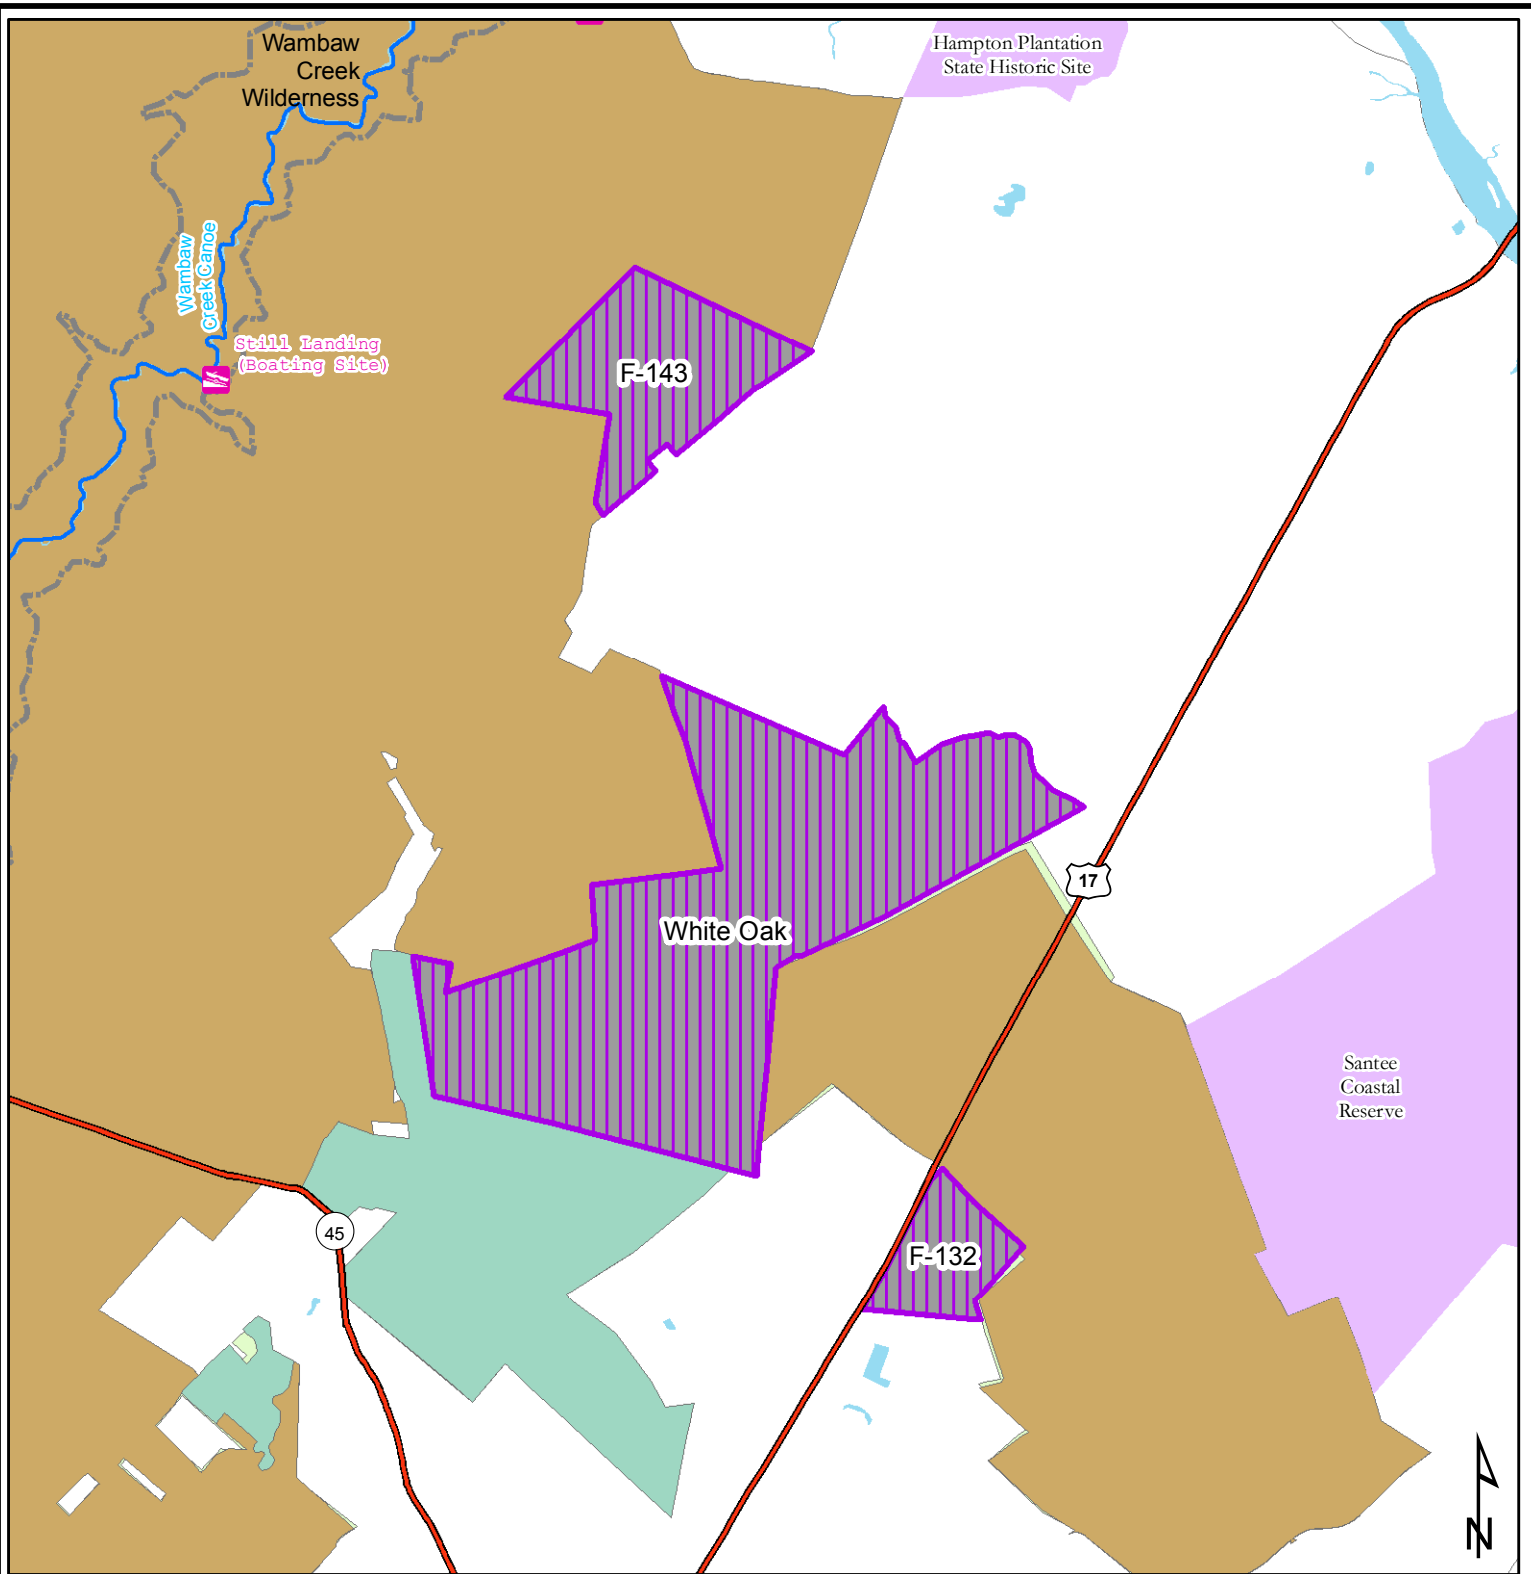 Wambaw
Creek
Wilderness
Hampton Plantation
State Historic Site
Wambaw
Creek Canoe
Still Landing
(Boating Site)
F-143
17
White Oak
Santee
Coastal
Reserve
45
F-132
N